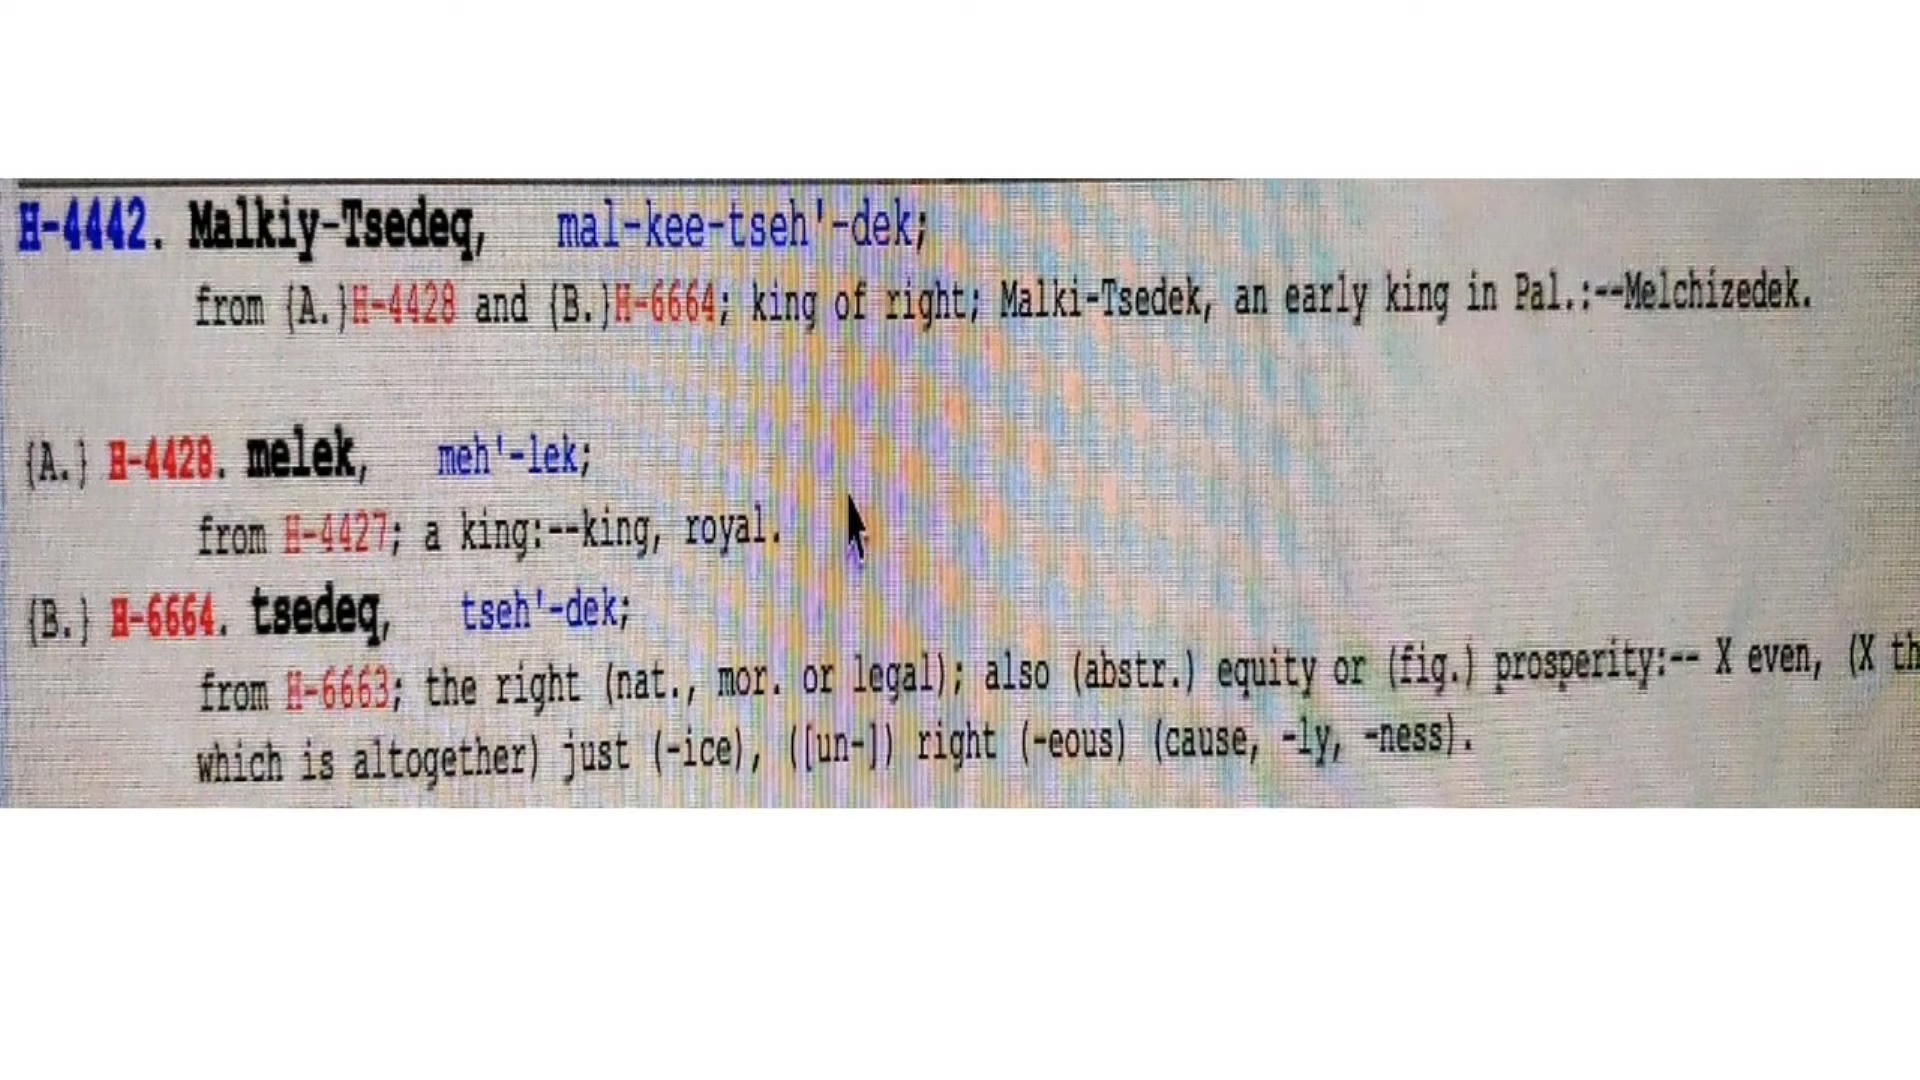 H-4442. Malkiy-Tsedeq, mal-kee-tseh'-dek;
from {A.}H-4428 and {B.}H-6664; king of right; Malki-Tsedek, an early king in Pal.:--Melchizedek.
{A.} H-4428. melek, meh'-lek;
from H-4427; a king:--king, royal.
{B.} H-6664. tsedeq, tseh'-dek;
from H-6663; the right (nat., mor. or legal); also (abstr.) equity or (fig.) prosperity:-- X even, (X th
which is altogether) just (-ice), ([un-]) right (-eous) (cause, -ly, -ness).